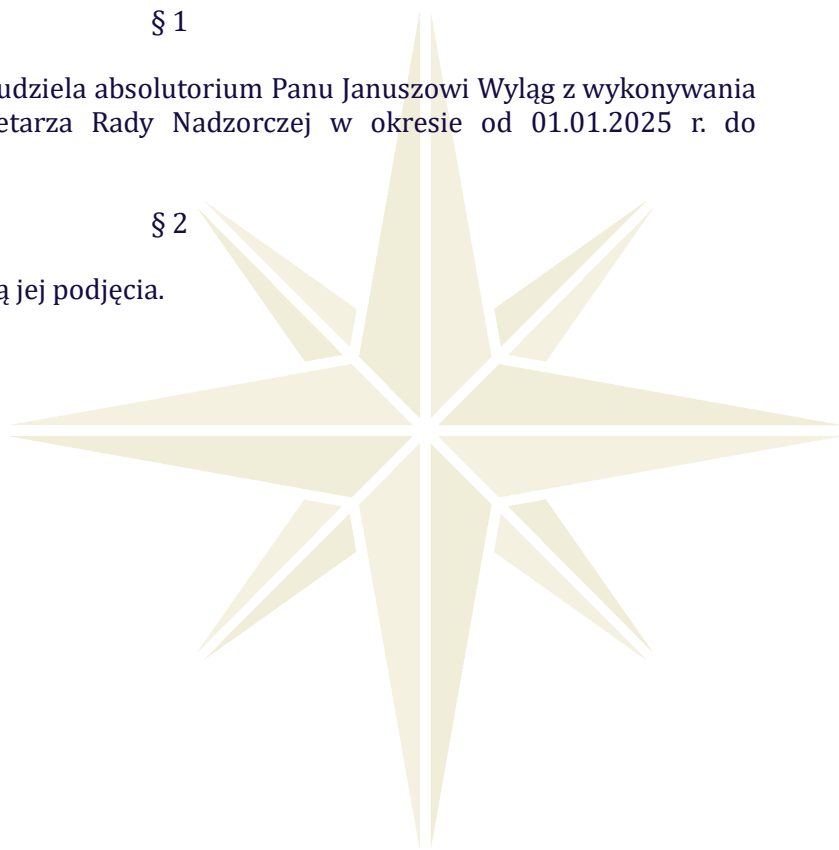 § 1
udziela absolutorium Panu Januszowi Wyląg z wykonywania
etarza Rady Nadzorczej w okresie od 01.01.2025 r. do
§ 2
ą jej podjęcia.